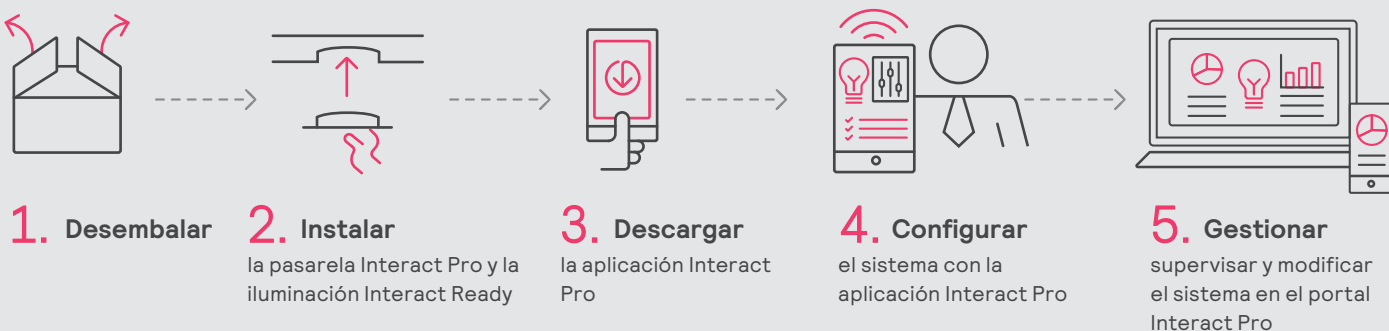 1. Desembalar
2. Instalar
la pasarela Interact Pro y la
iluminación Interact Ready
3. Descargar
la aplicación Interact
Pro
4. Configurar
el sistema con la
aplicación Interact Pro
5. Gestionar
supervisar y modificar
el sistema en el portal
Interact Pro